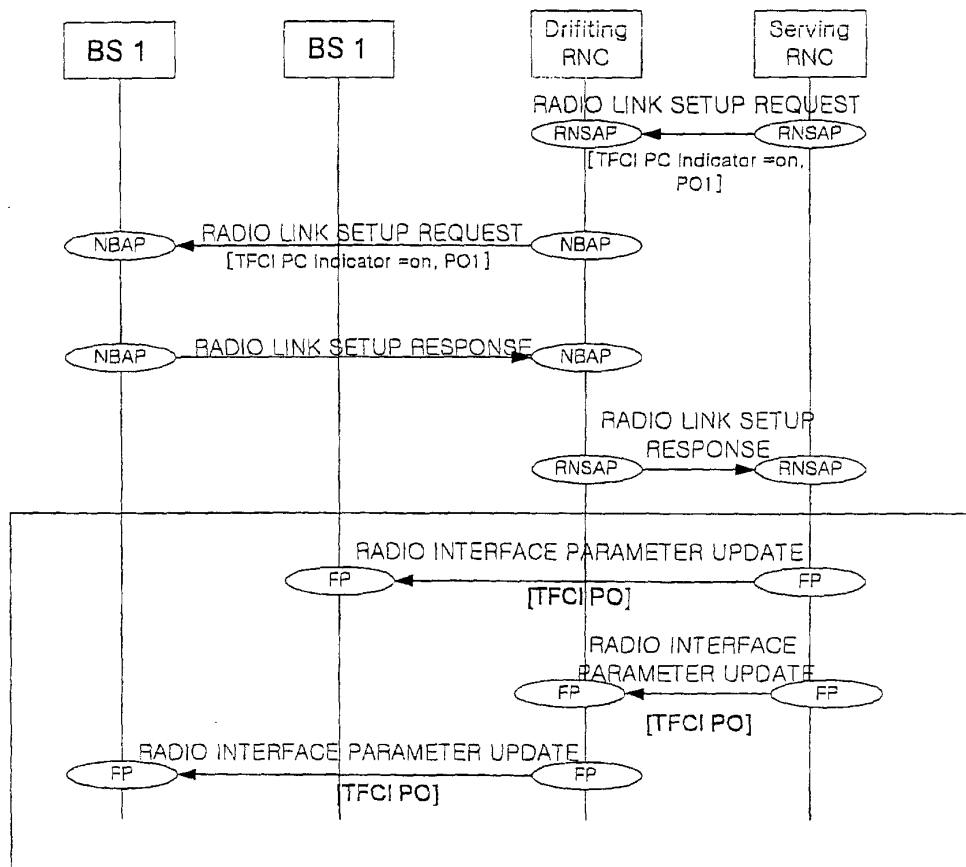 BS 1
BS 1
Drifiting
RNC
Serving
RNC
RADIO LINK SETUP REQUEST
RNSAP
RNSAP
[TFCI PC Indicator =on,
PO1]
NBAP
RADIO LINK SETUP REQUEST
NBAP
[TFCI PC Indicator =on, PO1]
NBAP
RADIO LINK SETUP RESPONSE
NBAP
RADIO LINK SETUP
RESPONSE
RNSAP
RNSAP
RADIO INTERFACE PARAMETER UPDATE
FP
FP
[TFCI PO]
RADIO INTERFACE
PARAMETER UPDATE
FP
FP
[TFCI PO]
RADIO INTERFACE PARAMETER UPDATE
FP
FP
[TFCI PO]